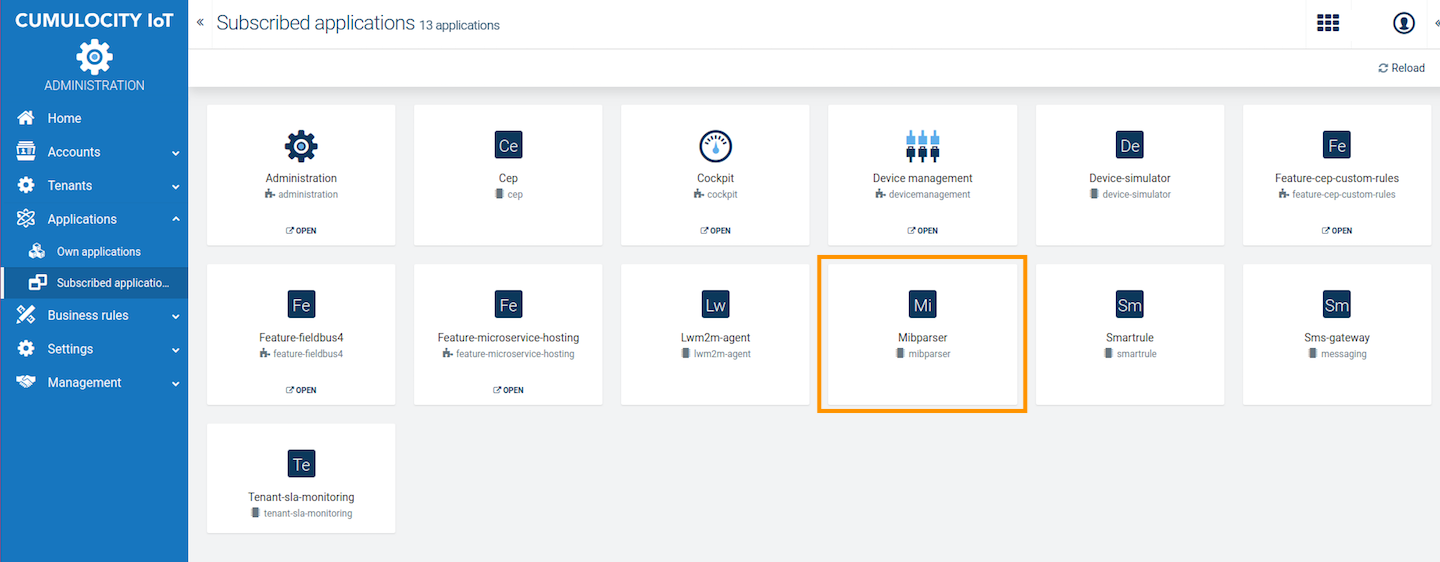 CUMULOCITY IoT
ADMINISTRATION
Home
Accounts
Tenants
Applications
Own applications
Subscribed applicatio...
Business rules
Settings
Management
Subscribed applications 13 applications
Reload
Administration
administration
OPEN
Ce
Cep
cep
Cockpit
cockpit
OPEN
Device management
devicemanagement
OPEN
De
Device-simulator
device-simulator
Fe
Feature-cep-custom-rules
feature-cep-custom-rules
OPEN
Fe
Feature-fieldbus4
feature-fieldbus4
OPEN
Fe
Feature-microservice-hosting
feature-microservice-hosting
OPEN
Lw
Lwm2m-agent
lwm2m-agent
Mi
Mibparser
mibparser
Sm
Smartrule
smartrule
Sm
Sms-gateway
messaging
Te
Tenant-sla-monitoring
tenant-sla-monitoring